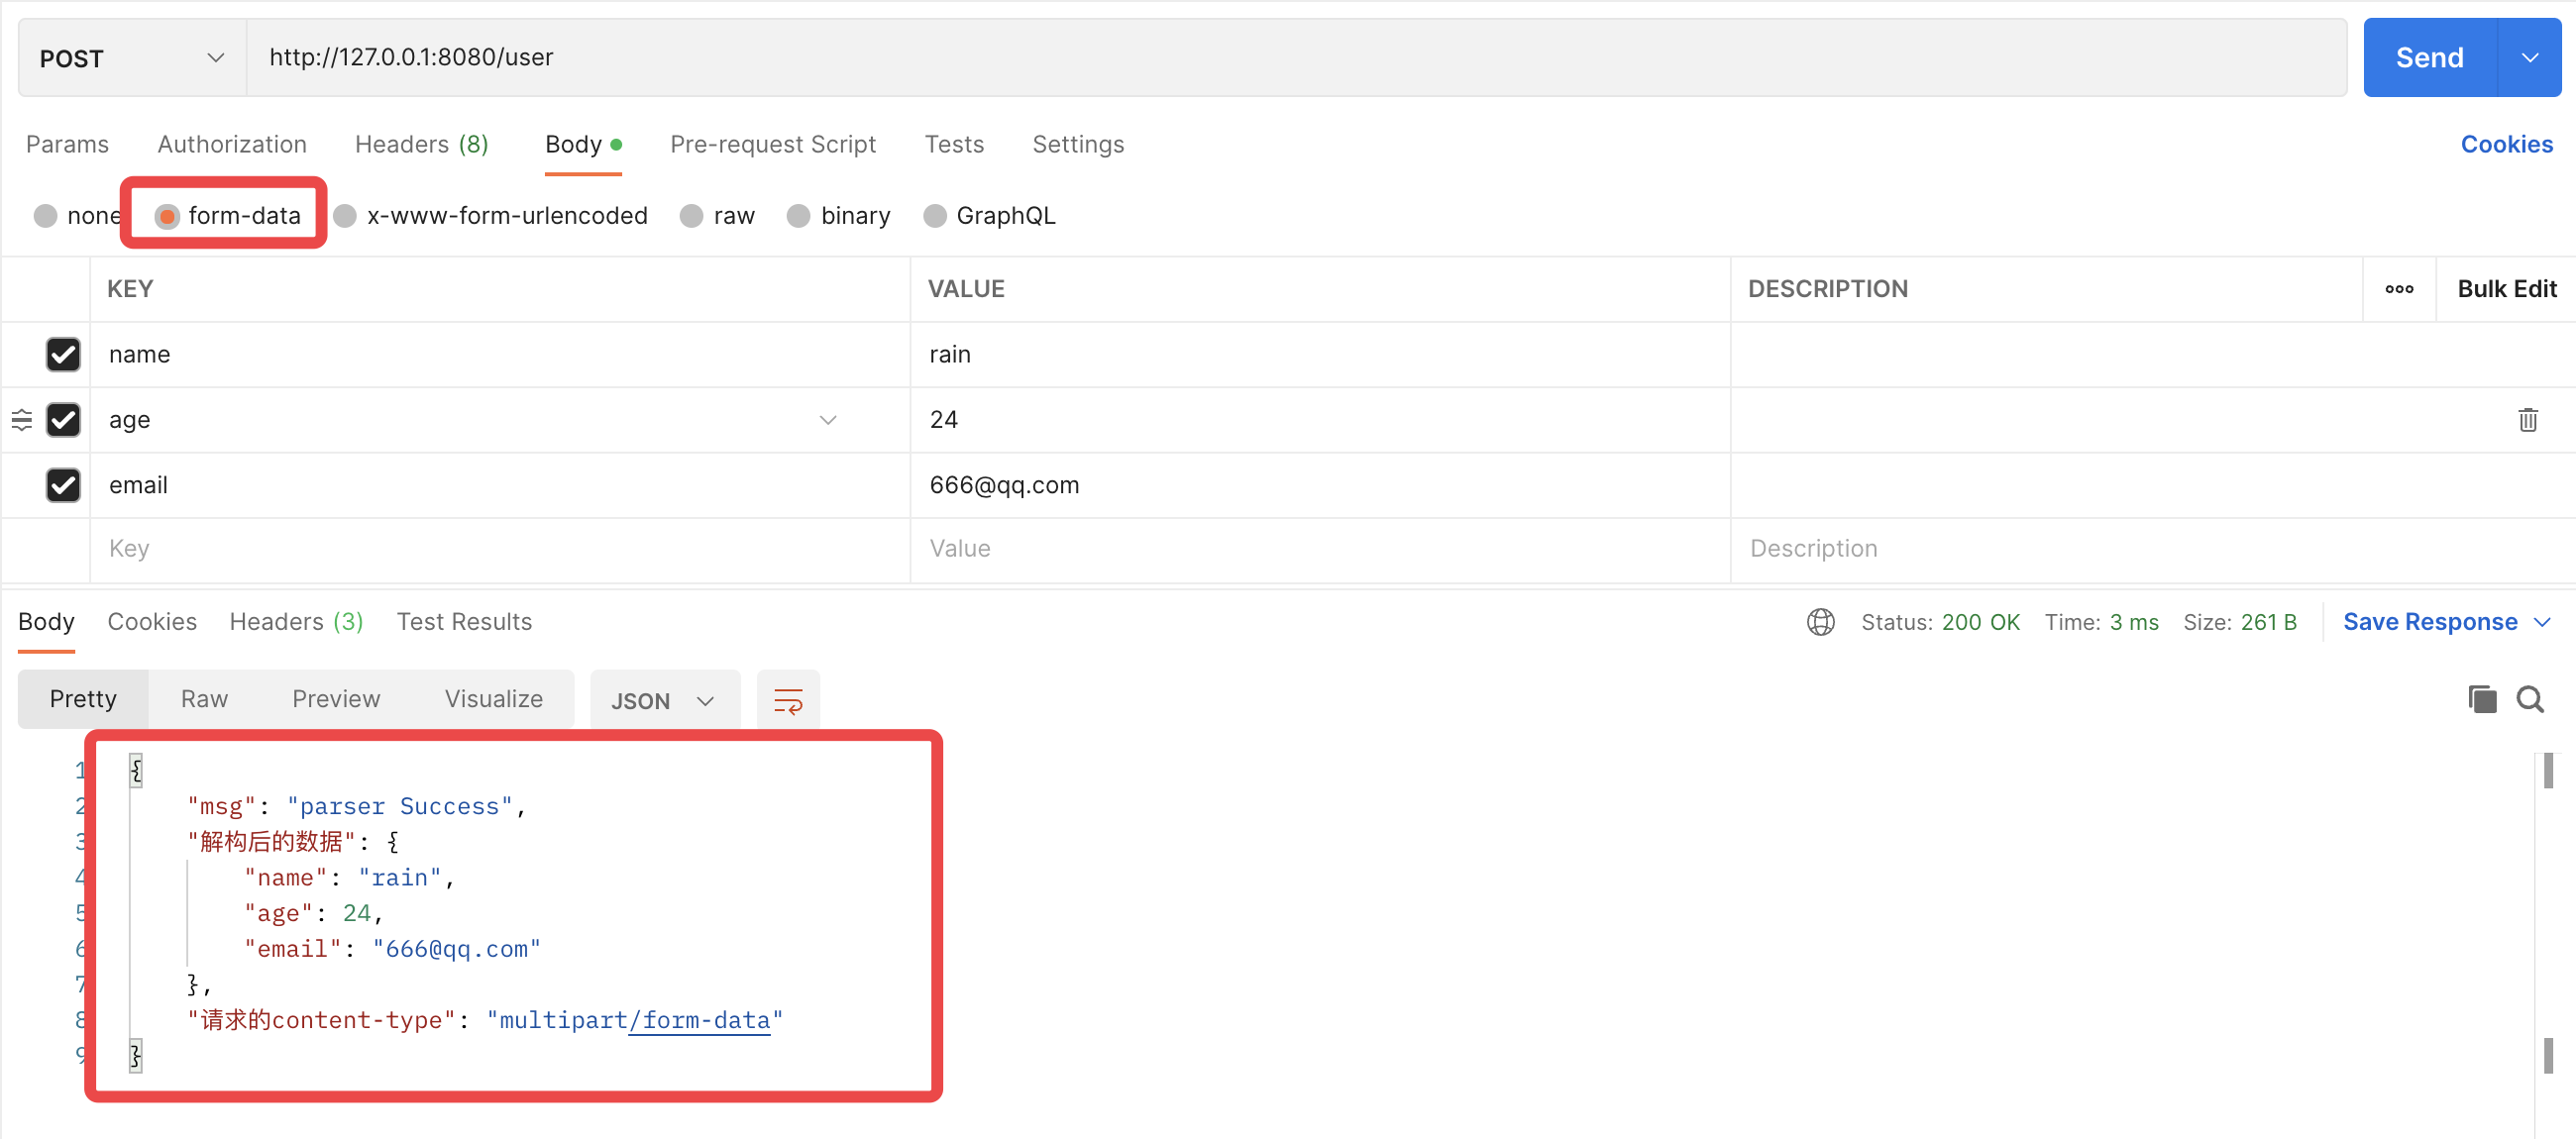 POST http://127.0.0.1:8080/user Send
Params Authorization Headers (8) Body Pre-request Script Tests Settings Cookies
none form-data x-www-form-urlencoded raw binary GraphQL
KEY VALUE DESCRIPTION Bulk Edit
name rain
age 24
email 666@qq.com
Key Value Description
Body Cookies Headers (3) Test Results Status: 200 OK Time: 3 ms Size: 261 B Save Response
Pretty Raw Preview Visualize JSON
1 {
2 "msg": "parser Success",
3 "解构后的数据": {
4 "name": "rain",
5 "age": 24,
6 "email": "666@qq.com"
7 },
8 "请求的content-type": "multipart/form-data"
9 }